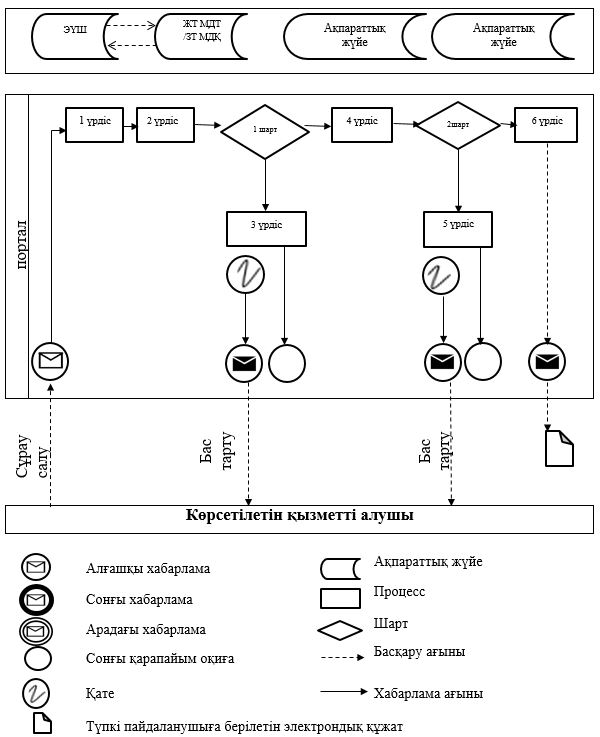 ЭҮШ
ЖТ МДТ
/ЗТ МДҚ
Ақпараттық
жүйе
Ақпараттық
жүйе
портал
1 үрдіс
2 үрдіс
1 шарт
4 үрдіс
2шарт
6 үрдіс
3 үрдіс
5 үрдіс
Сұрау
салу
Бас
тарту
Бас
тарту
Көрсетілетін қызметті алушы
Алғашқы хабарлама
Сонғы хабарлама
Арадағы хабарлама
Сонғы қарапайым оқиға
Қате
Түпкі пайдаланушыға берілетін электрондық құжат
Ақпараттық жүйе
Процесс
Шарт
Басқару ағыны
Хабарлама ағыны